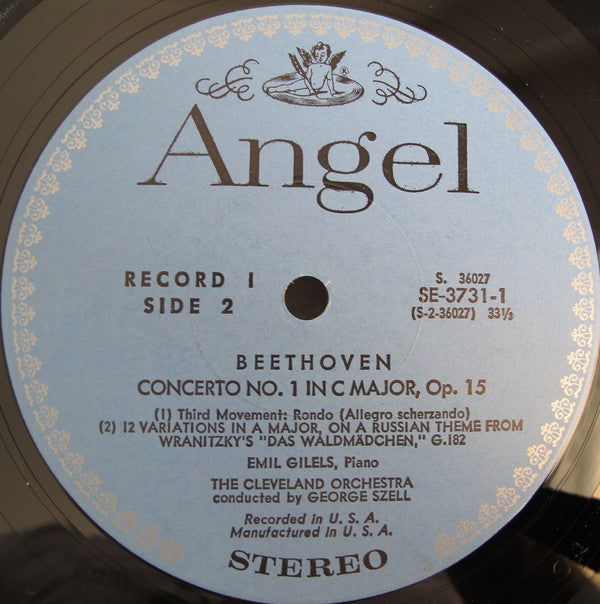 ®
Angel
RECORD 1
SIDE 2
S. 36027
SE-3731-1
(S-2-36027) 33⅓
BEETHOVEN
CONCERTO NO. 1 IN C MAJOR, Op. 15
(1) Third Movement: Rondo (Allegro scherzando)
(2) 12 VARIATIONS IN A MAJOR, ON A RUSSIAN THEME FROM
WRANITZKY'S "DAS WALDMÄDCHEN," G.182
EMIL GILELS, Piano
THE CLEVELAND ORCHESTRA
conducted by GEORGE SZELL
Recorded in U. S. A.
Manufactured in U. S. A.
STEREO